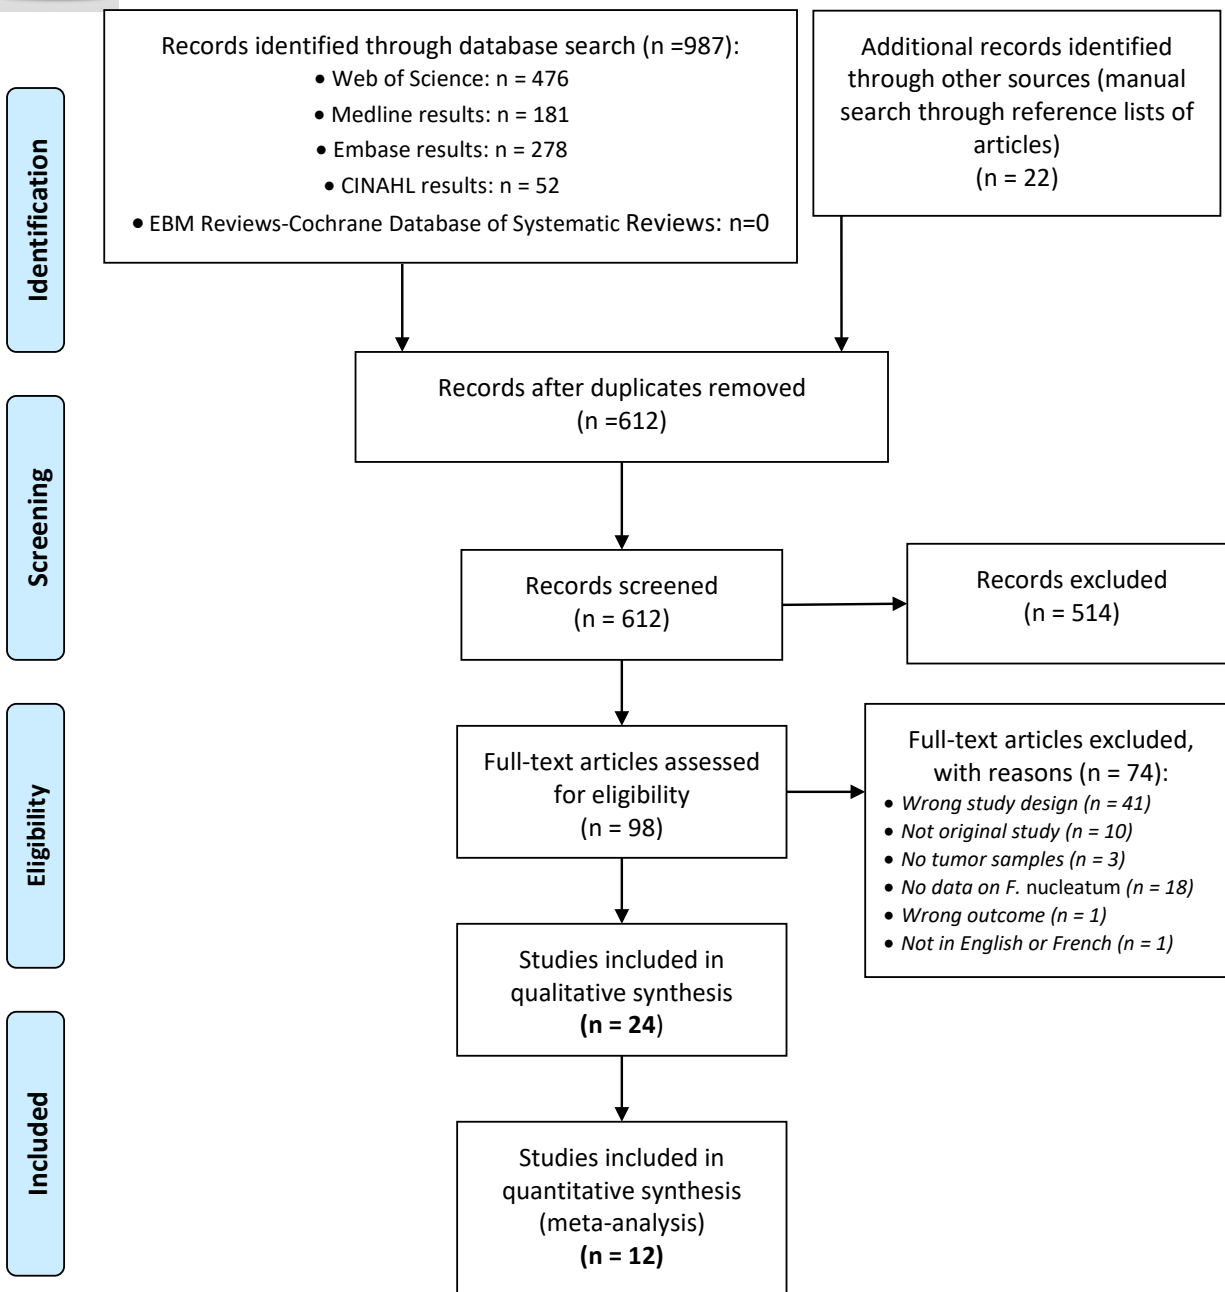 Records identified through database search (n =987):
• Web of Science: n = 476
• Medline results: n = 181
• Embase results: n = 278
• CINAHL results: n = 52
• EBM Reviews-Cochrane Database of Systematic Reviews: n=0
Additional records identified
through other sources (manual
search through reference lists of
articles)
(n = 22)
Identification
Records after duplicates removed
(n =612)
Screening
Records screened
(n = 612)
Records excluded
(n = 514)
Eligibility
Full-text articles assessed
for eligibility
(n = 98)
Full-text articles excluded,
with reasons (n = 74):
• Wrong study design (n = 41)
• Not original study (n = 10)
• No tumor samples (n = 3)
• No data on F. nucleatum (n = 18)
• Wrong outcome (n = 1)
• Not in English or French (n = 1)
Studies included in
qualitative synthesis
(n = 24)
Included
Studies included in
quantitative synthesis
(meta-analysis)
(n = 12)